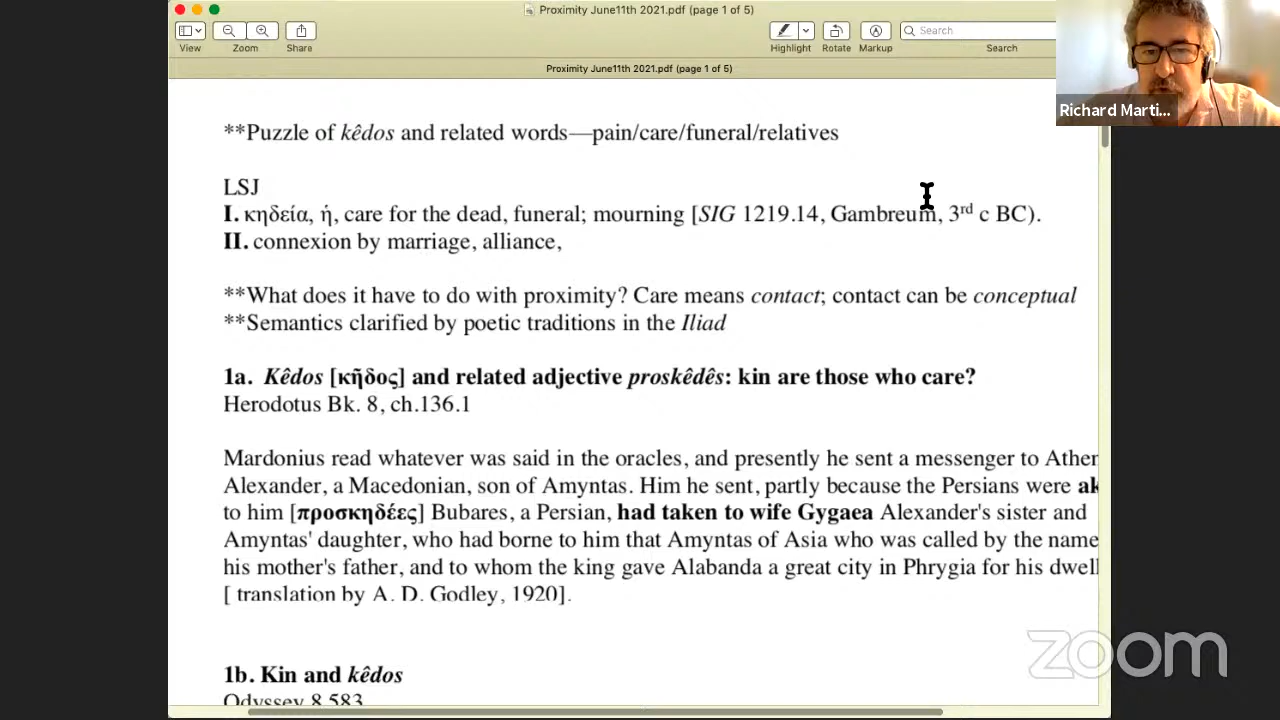 Proximity June11th 2021.pdf (page 1 of 5)
View Zoom Share Highlight Rotate Markup Search
Search
Proximity June11th 2021.pdf (page 1 of 5)
Richard Marti...
**Puzzle of kêdos and related words—pain/care/funeral/relatives
LSJ
I. κηδεία, ἡ, care for the dead, funeral; mourning [SIG 1219.14, Gambreum, 3rd c BC).
II. connexion by marriage, alliance,
**What does it have to do with proximity? Care means contact; contact can be conceptual
**Semantics clarified by poetic traditions in the Iliad
1a. Kêdos [κῆδος] and related adjective proskêdês: kin are those who care?
Herodotus Bk. 8, ch.136.1
Mardonius read whatever was said in the oracles, and presently he sent a messenger to Ather
Alexander, a Macedonian, son of Amyntas. Him he sent, partly because the Persians were ak
to him [προσκηδέες] Bubares, a Persian, had taken to wife Gygaea Alexander's sister and
Amyntas' daughter, who had borne to him that Amyntas of Asia who was called by the name
his mother's father, and to whom the king gave Alabanda a great city in Phrygia for his dwell
[ translation by A. D. Godley, 1920].
1b. Kin and kêdos
Odyssey 8.583
zoom